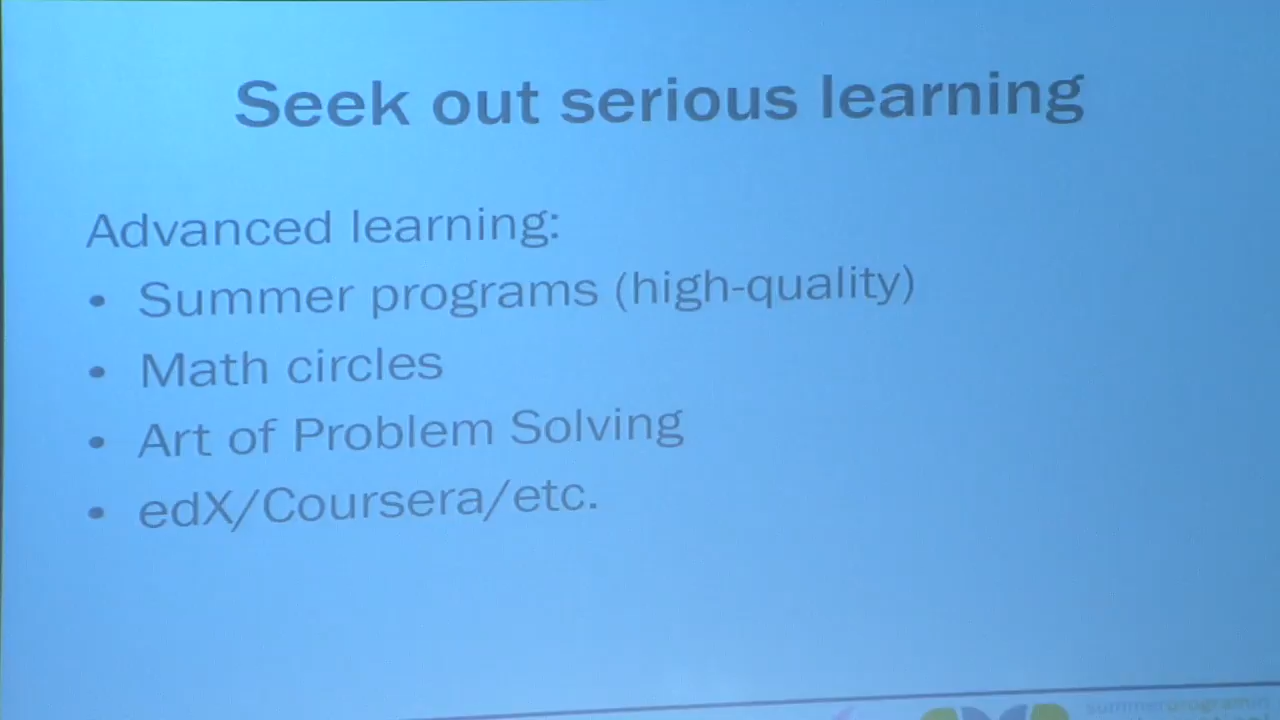 Seek out serious learning
Advanced learning:
• Summer programs (high-quality)
• Math circles
• Art of Problem Solving
• edX/Coursera/etc.
summerprogramin